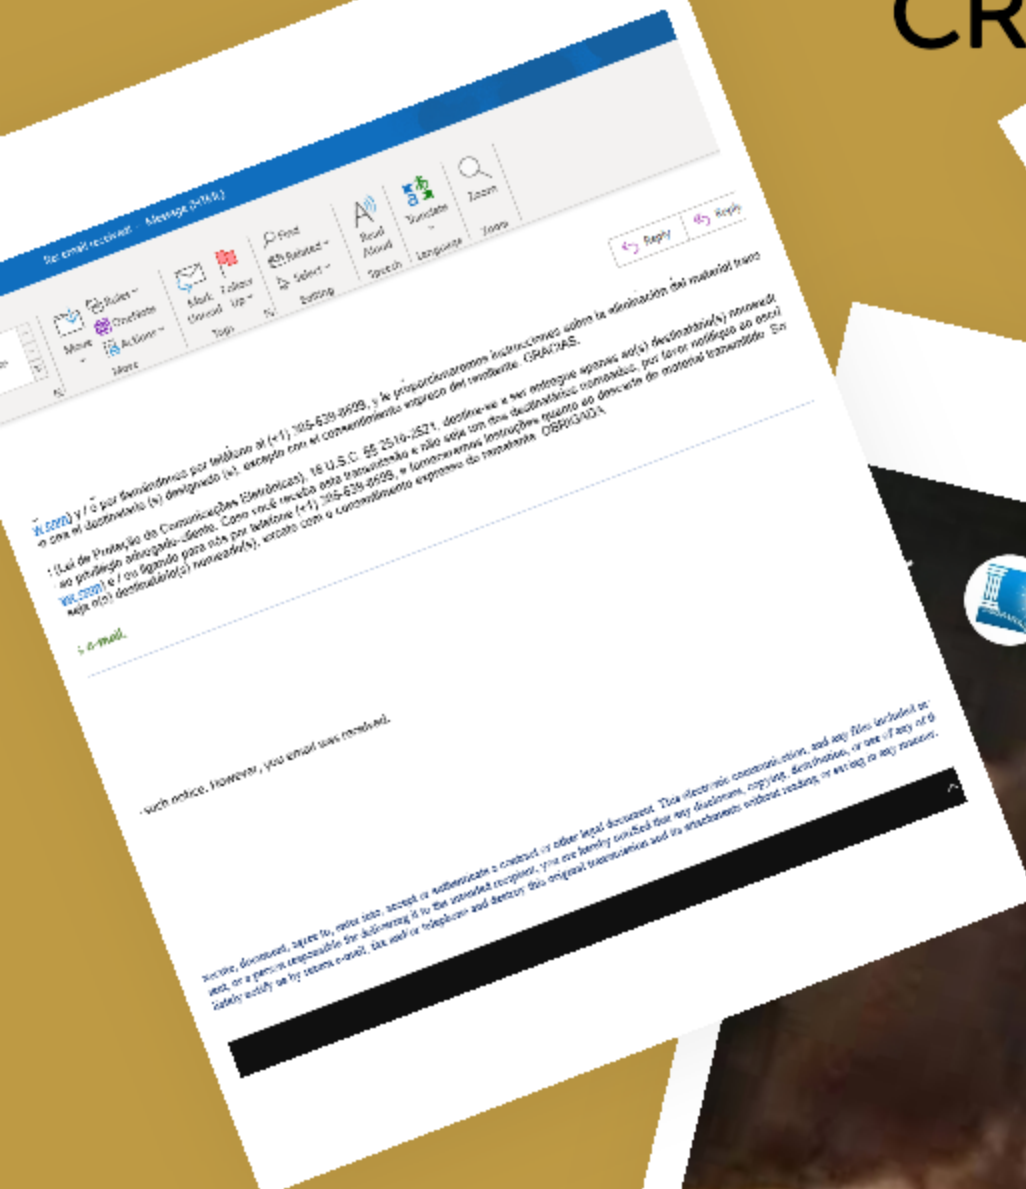 CR
Re: email received - Message (HTML)
Move
Rules
OneNote
Actions
Move
Mark Unread
Follow Up
Tags
Find
Related
Select
Editing
Read Aloud
Speech
Translate
Language
Zoom
Zoom
Reply
Reply
) y / o por llamándonos por teléfono al (+1) 305-639-8699, y le proporcionaremos instrucciones sobre la eliminación del material trans
o sea el destinatario (s) designado (s), excepto con el consentimiento expreso del remitente. GRACIAS.
(Lei de Proteção de Comunicações Eletrônicas), 18 U.S.C. §§ 2510-2521, destina-se a ser entregue apenas ao(s) destinatário(s) nomeado
ao privilégio advogado-cliente. Caso você receba esta transmissão e não seja um dos destinatários nomeados, por favor notifique ao
) e / ou ligando para nós por telefone (+1) 305-639-8699, e forneceremos instruções quanto ao descarte do material transmitido.
seja o(s) destinatário(s) nomeado(s), exceto com o consentimento expresso do remetente. OBRIGADA
e-mail.
such notice. However, you email was received.
document, agree to, enter into, accept or authenticate a contract or other legal document. This electronic communication, and any files included
or a person responsible for delivering it to the intended recipient, you are hereby notified that any disclosure, copying, distribution, or use of any of
notify us by return e-mail, fax and/or telephone and destroy this original transmission and its attachments without reading or saving in any manner.